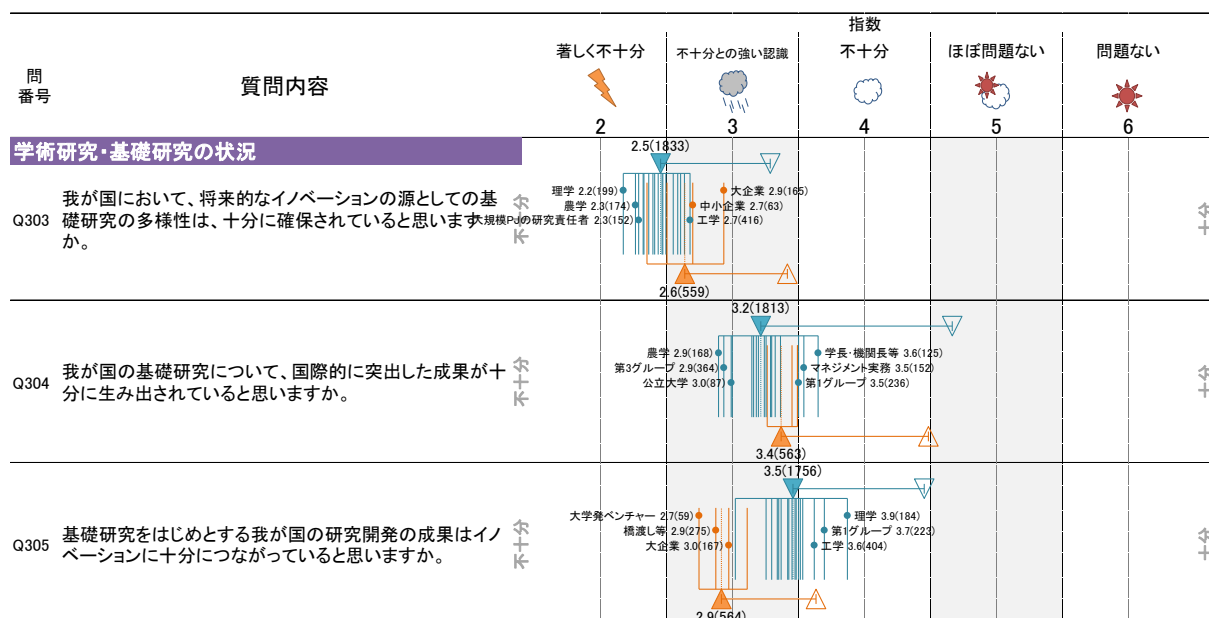 指数
著しく不十分
不十分との強い認識
不十分
ほぼ問題ない
問題ない
問
番号
質問内容
2
3
4
5
6
学術研究・基礎研究の状況
2.5(1833)
Q303
我が国において、将来的なイノベーションの源としての基
礎研究の多様性は、十分に確保されていると思います
か。
不十分
理学 2.2(199)
農学 2.3(174)
大規模PJの研究責任者 2.3(152)
大企業 2.9(165)
中小企業 2.7(63)
工学 2.7(416)
十分
2.6(559)
3.2(1813)
Q304
我が国の基礎研究について、国際的に突出した成果が十
分に生み出されていると思いますか。
不十分
農学 2.9(168)
第3グループ 2.9(364)
公立大学 3.0(87)
学長・機関長等 3.6(125)
マネジメント実務 3.5(152)
第1グループ 3.5(236)
十分
3.4(563)
3.5(1756)
Q305
基礎研究をはじめとする我が国の研究開発の成果はイノ
ベーションに十分につながっていると思いますか。
不十分
大学発ベンチャー 2.7(59)
橋渡し等 2.9(275)
大企業 3.0(167)
理学 3.9(184)
第1グループ 3.7(223)
工学 3.6(404)
十分
2.9(564)